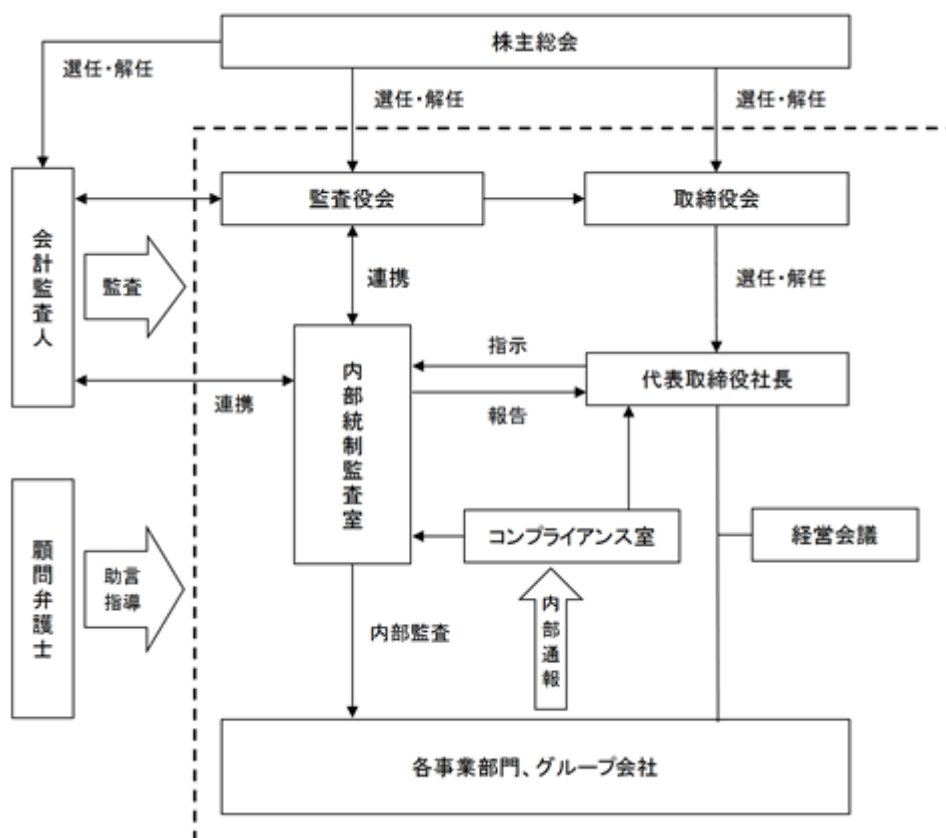 株主総会
選任・解任
選任・解任
選任・解任
監査役会
取締役会
会計監査人
監査
連携
選任・解任
指示
代表取締役社長
連携
報告
内部統制監査室
顧問弁護士
助言
指導
コンプライアンス室
経営会議
内部監査
内部通報
各事業部門、グループ会社